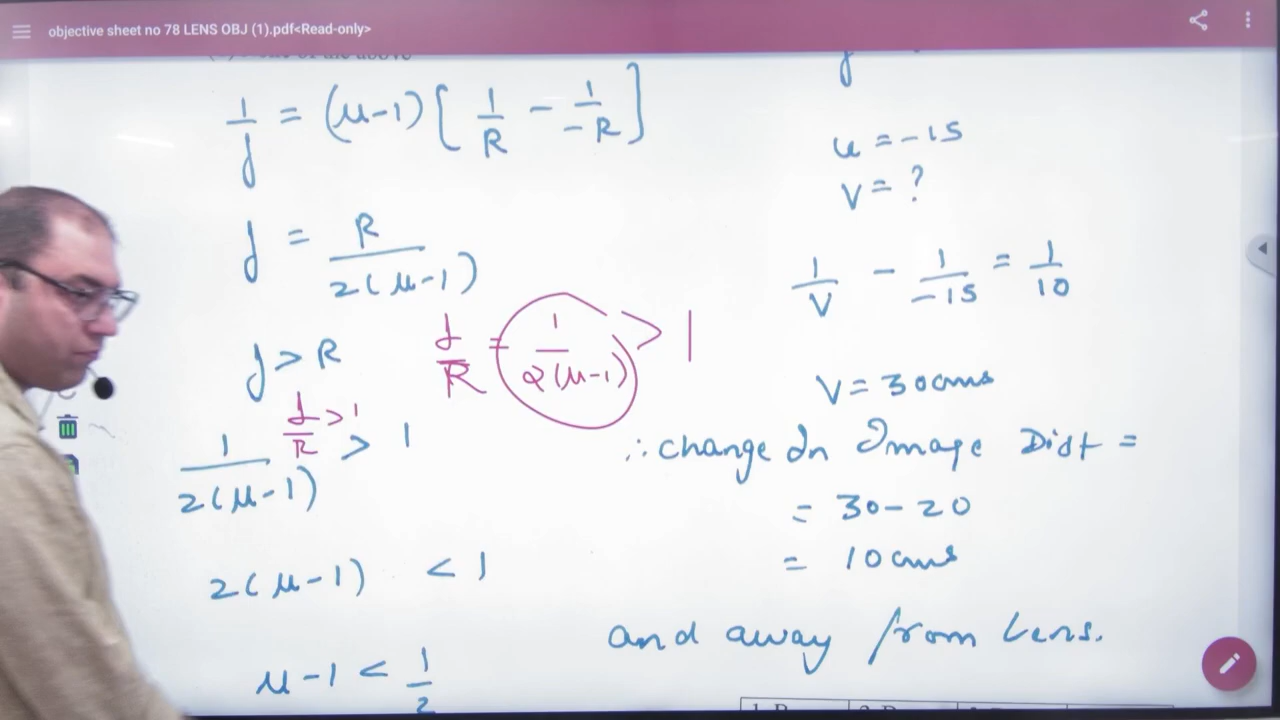 objective sheet no 78 LENS OBJ (1).pdf<Read-only>
1/f = (μ-1) [ 1/R - 1/-R ]
f = R / 2(μ-1)
f > R
f/R = 1/2(μ-1) > 1
f/R > 1
1/2(μ-1) > 1
2(μ-1) < 1
μ-1 < 1/2
f
u = -15
v = ?
1/v - 1/-15 = 1/10
v = 30cms
∴ change In Image Dist =
= 30-20
= 10cms
and away from Lens.